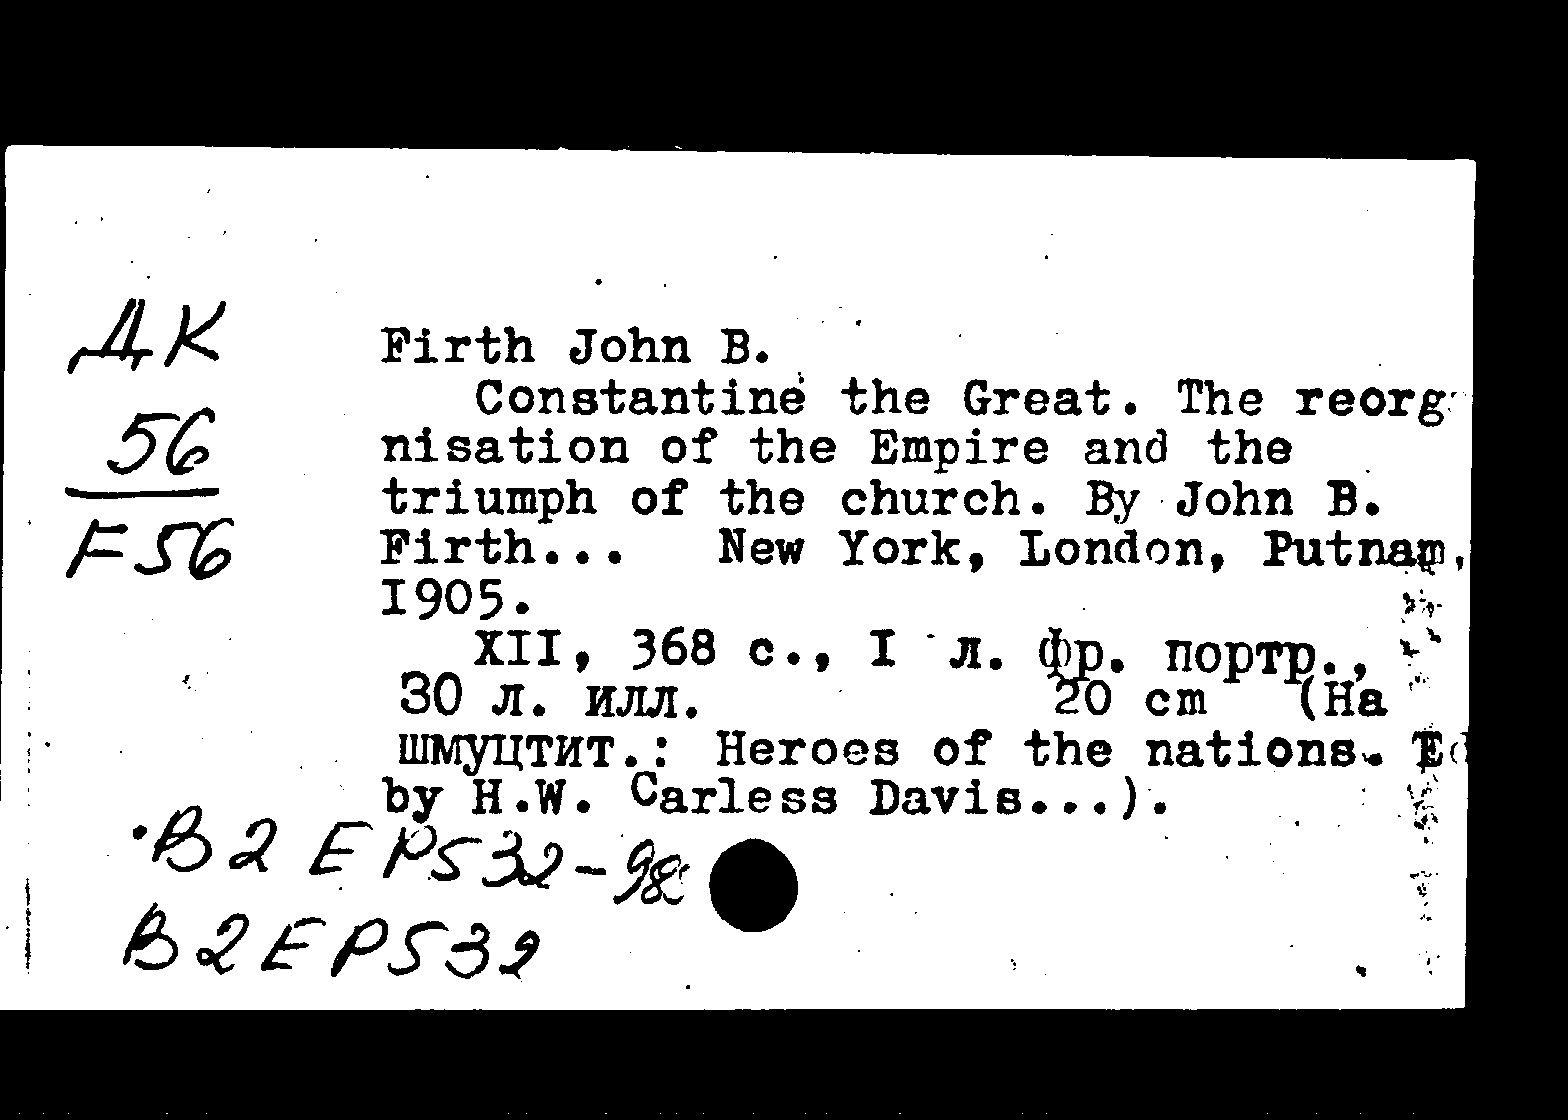 ДК
56
F56
Firth John B.
Constantine the Great. The reorg
nisation of the Empire and the
triumph of the church. By John B.
Firth... New York, London, Putnam,
I905.
XII, 368 с., I л. фр. портр.,
30 л. илл. 20 cm (На
шмуцтит.: Heroes of the nations. Ed
by H.W. Carless Davis...).
B2EP532-98
B2EP532